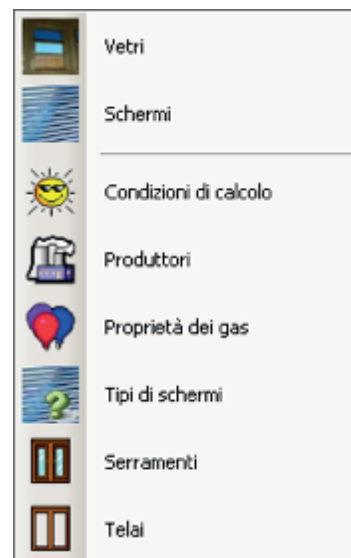 Vetri
Schermi
Condizioni di calcolo
Produttori
Proprietà dei gas
Tipi di schermi
Serramenti
Telai